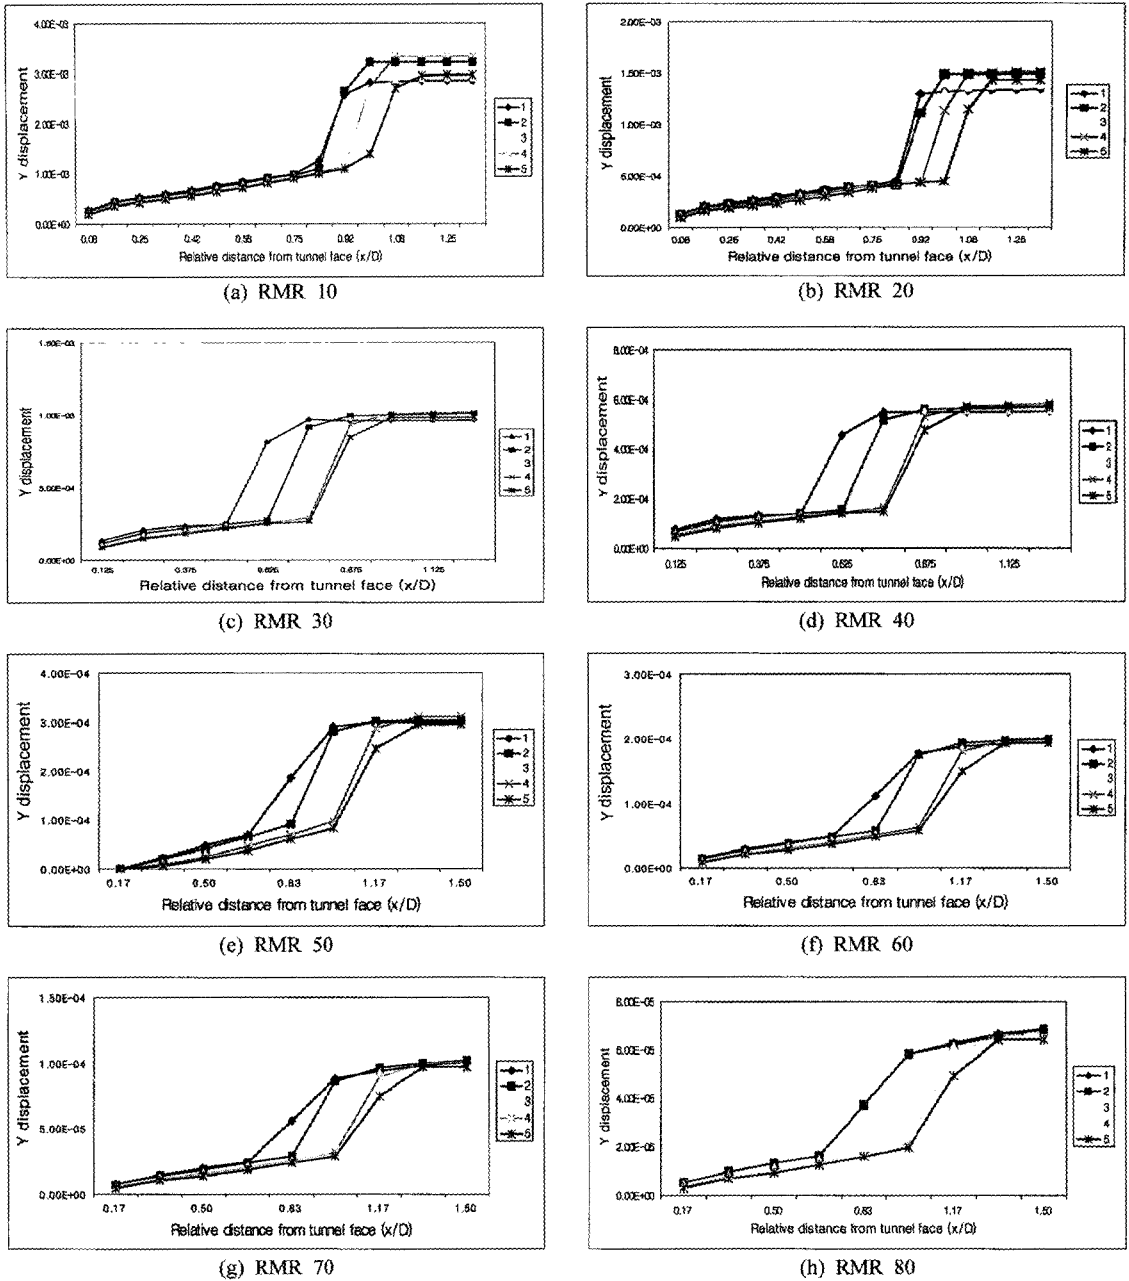 4.00E-03
3.00E-03
2.00E-03
1.00E-03
0.00E+00
Y displacement
0.08 0.25 0.42 0.58 0.75 0.92 1.08 1.25
Relative distance from tunnel face (x/D)
1
2
3
4
5
(a) RMR 10
2.00E-03
1.50E-03
1.00E-03
5.00E-04
0.00E+00
Y displacement
0.08 0.25 0.42 0.58 0.75 0.92 1.08 1.25
Relative distance from tunnel face (x/D)
1
2
3
4
5
(b) RMR 20
1.50E-03
1.00E-03
5.00E-04
0.00E+00
Y displacement
0.125 0.375 0.625 0.875 1.125
Relative distance from tunnel face (x/D)
1
2
3
4
5
(c) RMR 30
8.00E-04
6.00E-04
4.00E-04
2.00E-04
0.00E+00
Y displacement
0.125 0.375 0.625 0.875 1.125
Relative distance from tunnel face (x/D)
1
2
3
4
5
(d) RMR 40
4.00E-04
3.00E-04
2.00E-04
1.00E-04
0.00E+00
Y displacement
0.17 0.50 0.83 1.17 1.50
Relative distance from tunnel face (x/D)
1
2
3
4
5
(e) RMR 50
3.00E-04
2.00E-04
1.00E-04
0.00E+00
Y displacement
0.17 0.50 0.83 1.17 1.50
Relative distance from tunnel face (x/D)
1
2
3
4
5
(f) RMR 60
1.50E-04
1.00E-04
5.00E-05
0.00E+00
Y displacement
0.17 0.50 0.83 1.17 1.50
Relative distance from tunnel face (x/D)
1
2
3
4
5
(g) RMR 70
8.00E-05
6.00E-05
4.00E-05
2.00E-05
0.00E+00
Y displacement
0.17 0.50 0.83 1.17 1.50
Relative distance from tunnel face (x/D)
1
2
3
4
5
(h) RMR 80